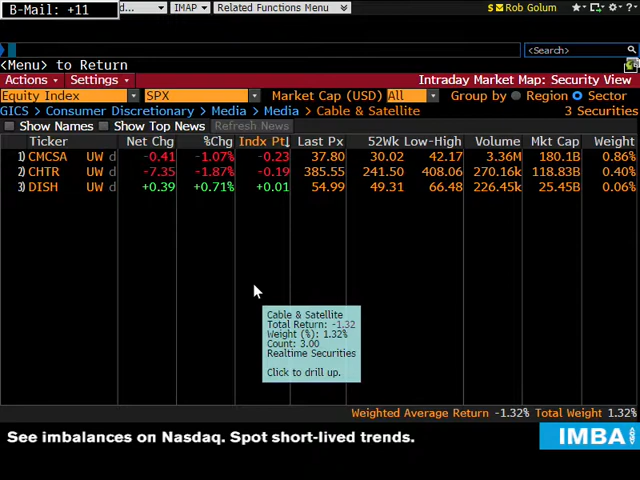 B-Mail: +11
d... IMAP Related Functions Menu
$ Rob Golum
<Search>
<Menu> to Return
Actions Settings Intraday Market Map: Security View
Equity Index SPX Market Cap (USD) All Group by Region Sector
GICS > Consumer Discretionary > Media > Media > Cable & Satellite 3 Securities
Show Names Show Top News Refresh News
Ticker Net Chg %Chg Indx Pt↓ Last Px 52Wk Low-High Volume Mkt Cap Weight
1) CMCSA UW d -0.41 -1.07% -0.23 37.80 30.02 42.17 3.36M 180.1B 0.86%
2) CHTR UW d -7.35 -1.87% -0.19 385.55 241.50 408.06 270.16k 118.83B 0.40%
3) DISH UW d +0.39 +0.71% +0.01 54.99 49.31 66.48 226.45k 25.45B 0.06%
Cable & Satellite
Total Return: -1.32
Weight (%): 1.32%
Count: 3.00
Realtime Securities
Click to drill up.
Weighted Average Return -1.32% Total Weight 1.32%
See imbalances on Nasdaq. Spot short-lived trends.
IMBA